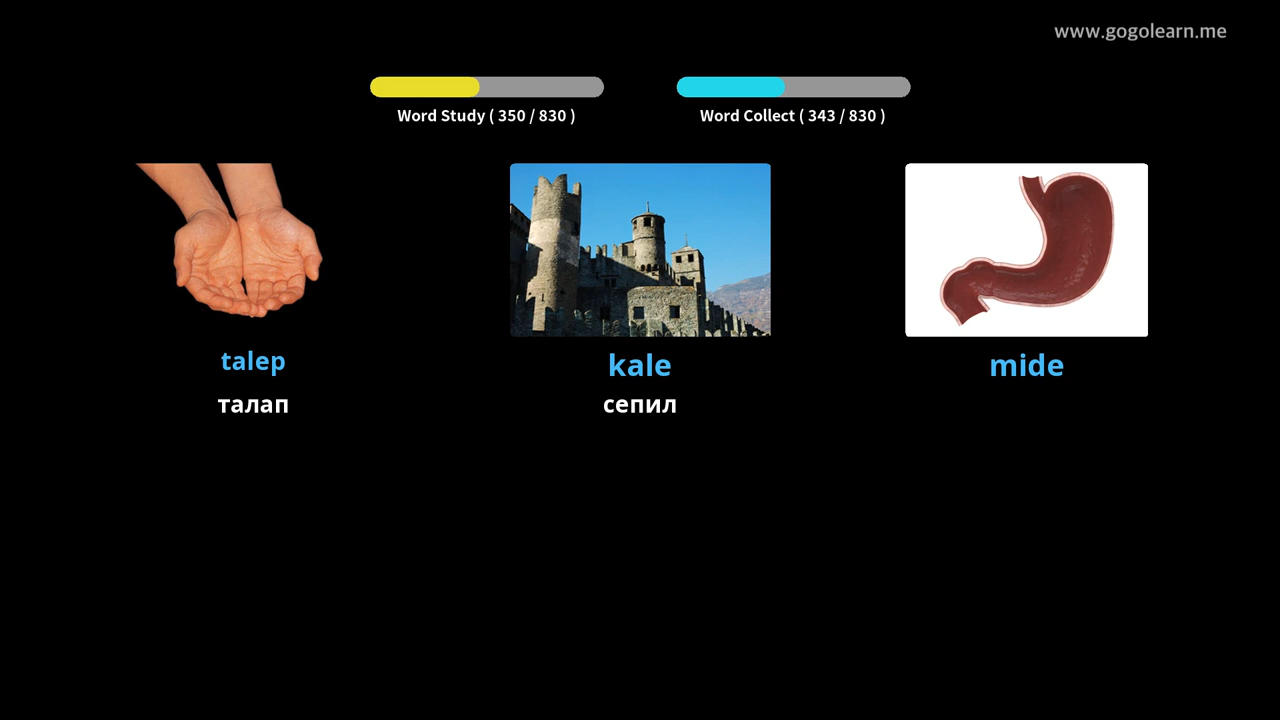 www.gogolearn.me
Word Study ( 350 / 830 )
Word Collect ( 343 / 830 )
talep
kale
mide
талап
сепил